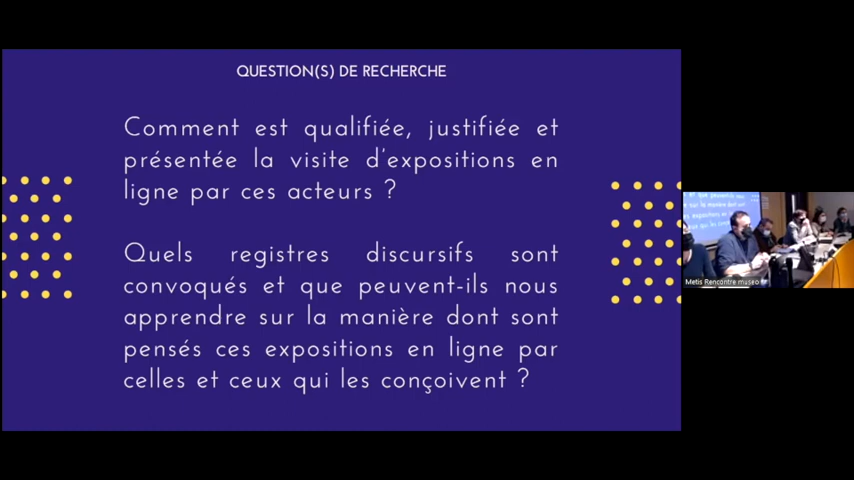 QUESTION(S) DE RECHERCHE
Comment est qualifiée, justifiée et
présentée la visite d'expositions en
ligne par ces acteurs ?
Quels registres discursifs sont
convoqués et que peuvent-ils nous
apprendre sur la manière dont sont
pensés ces expositions en ligne par
celles et ceux qui les conçoivent ?
Metis Rencontre museo